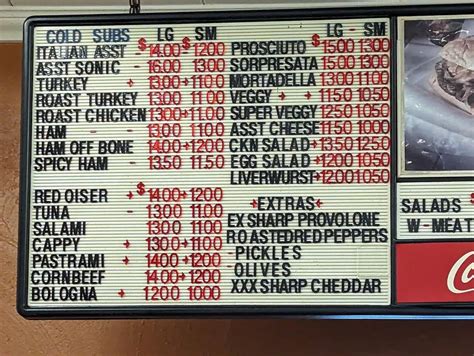 COLD SUBS LG - SM
ITALIAN ASST $14.00 $1200
ASST SONIC - 16.00 13.00
TURKEY + 13.00 + 11.00
ROAST TURKEY 13.00 11.00
ROAST CHICKEN 13.00 + 11.00
HAM - 13.00 11.00
HAM OFF BONE + 14.00 + 12.00
SPICY HAM - 13.50 11.50
RED OISER + $14.00 + 12.00
TUNA - 13.00 11.00
SALAMI - 13.00 11.00
CAPPY + 13.00 + 11.00
PASTRAMI + 14.00 + 12.00
CORNBEEF - 14.00 12.00
BOLOGNA + 12.00 10.00
LG - SM
PROSCIUTO $15.00 $13.00
SORPRESATA 15.00 13.00
MORTADELLA 13.00 11.00
VEGGY + + 11.50 10.00
SUPER VEGGY 12.50 10.50
ASST CHEESE 11.50 10.00
CKN SALAD + 13.50 12.50
EGG SALAD + 12.00 10.50
LIVERWURST + 12.00 10.50
+EXTRAS+
EX SHARP PROVOLONE
ROASTEDRED PEPPERS
- PICKLES
- OLIVES
XXX SHARP CHEDDAR
SALADS
W-MEAT